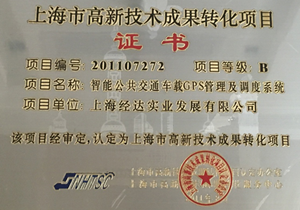 上海市高新技术成果转化项目
证书
项目编号：201107272 项目等级：B
项目名称：智能公共交通车载GPS管理及调度系统
项目单位：上海经达实业发展有限公司
该项目经审定，认定为上海市高新技术成果转化项目
SHHTSC